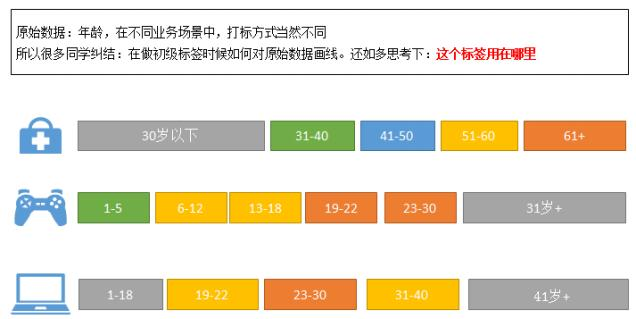 原始数据：年龄，在不同业务场景中，打标方式当然不同
所以很多同学纠结：在做初级标签时候如何对原始数据画线。还如多思考下：这个标签用在哪里
30岁以下 31-40 41-50 51-60 61+
1-5 6-12 13-18 19-22 23-30 31岁+
1-18 19-22 23-30 31-40 41岁+